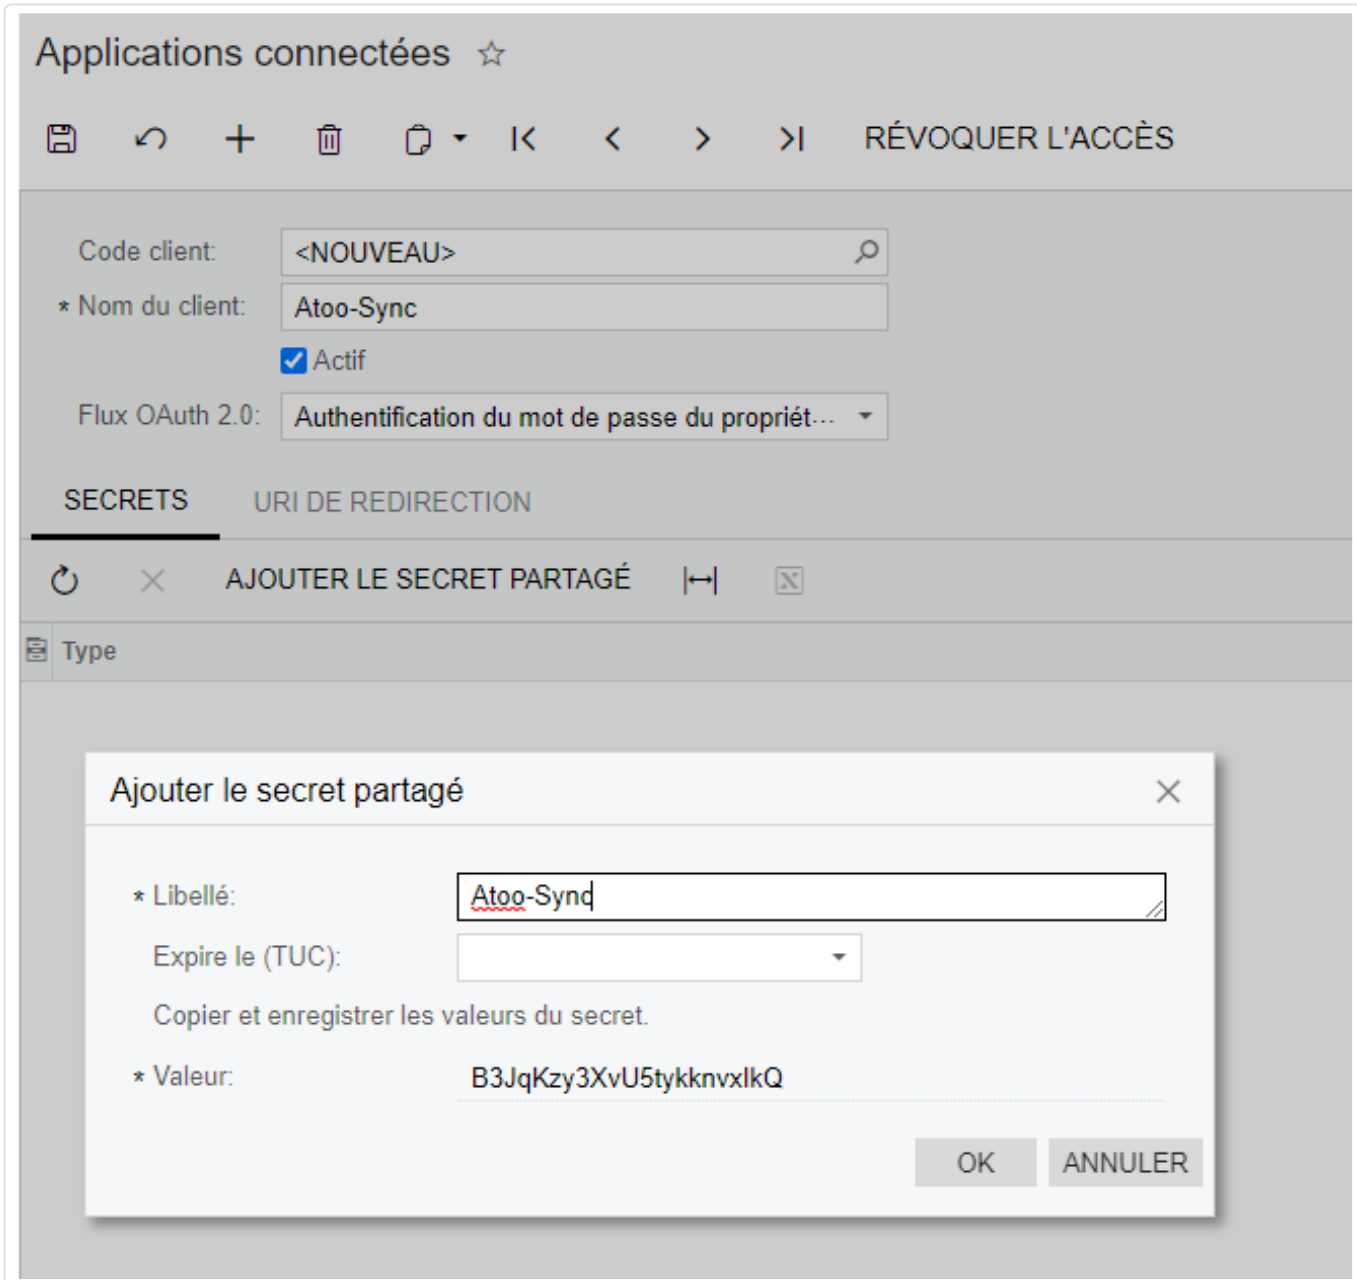 Applications connectées
RÉVOQUER L'ACCÈS
Code client: <NOUVEAU>
* Nom du client: Atoo-Sync
Actif
Flux OAuth 2.0: Authentification du mot de passe du propriét...
SECRETS URI DE REDIRECTION
AJOUTER LE SECRET PARTAGÉ
Type
Ajouter le secret partagé
* Libellé: Atoo-Sync
Expire le (TUC):
Copier et enregistrer les valeurs du secret.
* Valeur: B3JqKzy3XvU5tykknvxlkQ
OK ANNULER